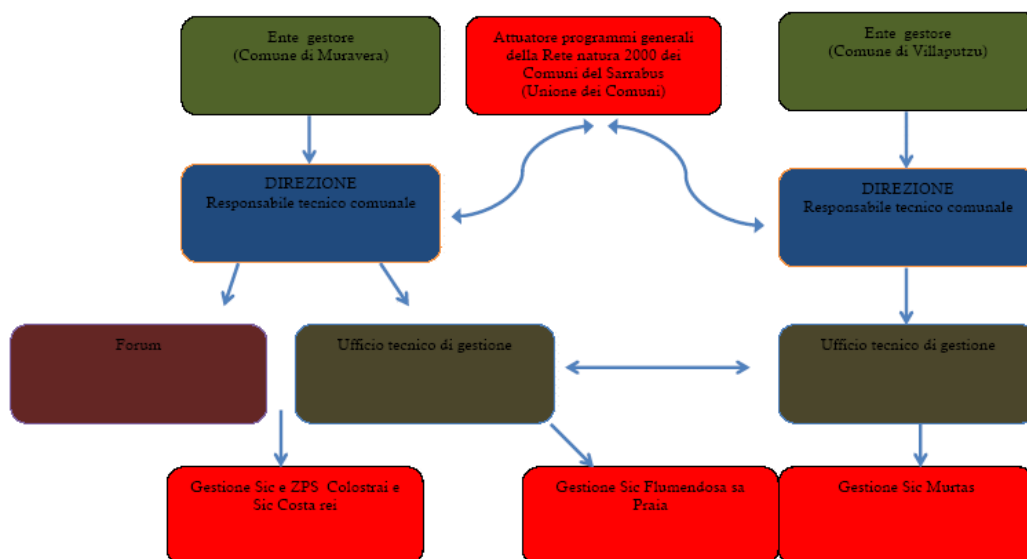 Ente gestore
(Comune di Muravera)
Attuatore programmi generali
della Rete natura 2000 dei
Comuni del Sarrabus
(Unione dei Comuni)
Ente gestore
(Comune di Villaputzu)
DIREZIONE
Responsabile tecnico comunale
DIREZIONE
Responsabile tecnico comunale
Forum
Ufficio tecnico di gestione
Ufficio tecnico di gestione
Gestione Sic e ZPS Colostrai e
Sic Costa rei
Gestione Sic Flumendosa sa
Praia
Gestione Sic Murtas